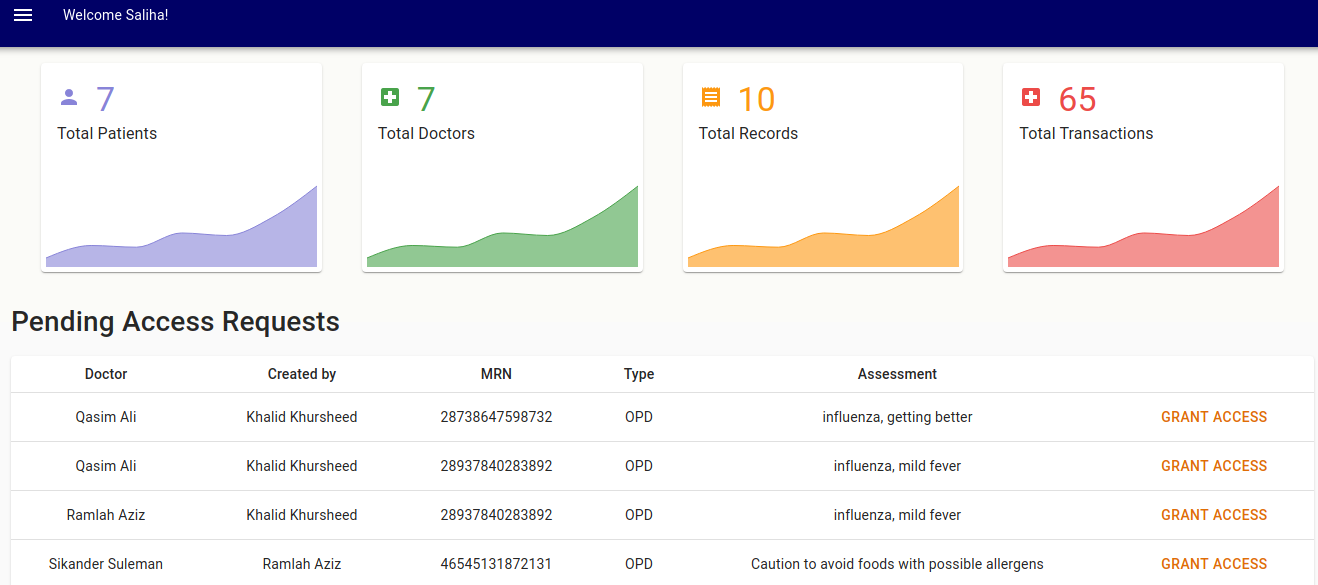 Welcome Saliha!
7 7 10 65
Total Patients Total Doctors Total Records Total Transactions
Pending Access Requests
Doctor Created by MRN Type Assessment
Qasim Ali Khalid Khursheed 28738647598732 OPD influenza, getting better GRANT ACCESS
Qasim Ali Khalid Khursheed 28937840283892 OPD influenza, mild fever GRANT ACCESS
Ramlah Aziz Khalid Khursheed 28937840283892 OPD influenza, mild fever GRANT ACCESS
Sikander Suleman Ramlah Aziz 46545131872131 OPD Caution to avoid foods with possible allergens GRANT ACCESS